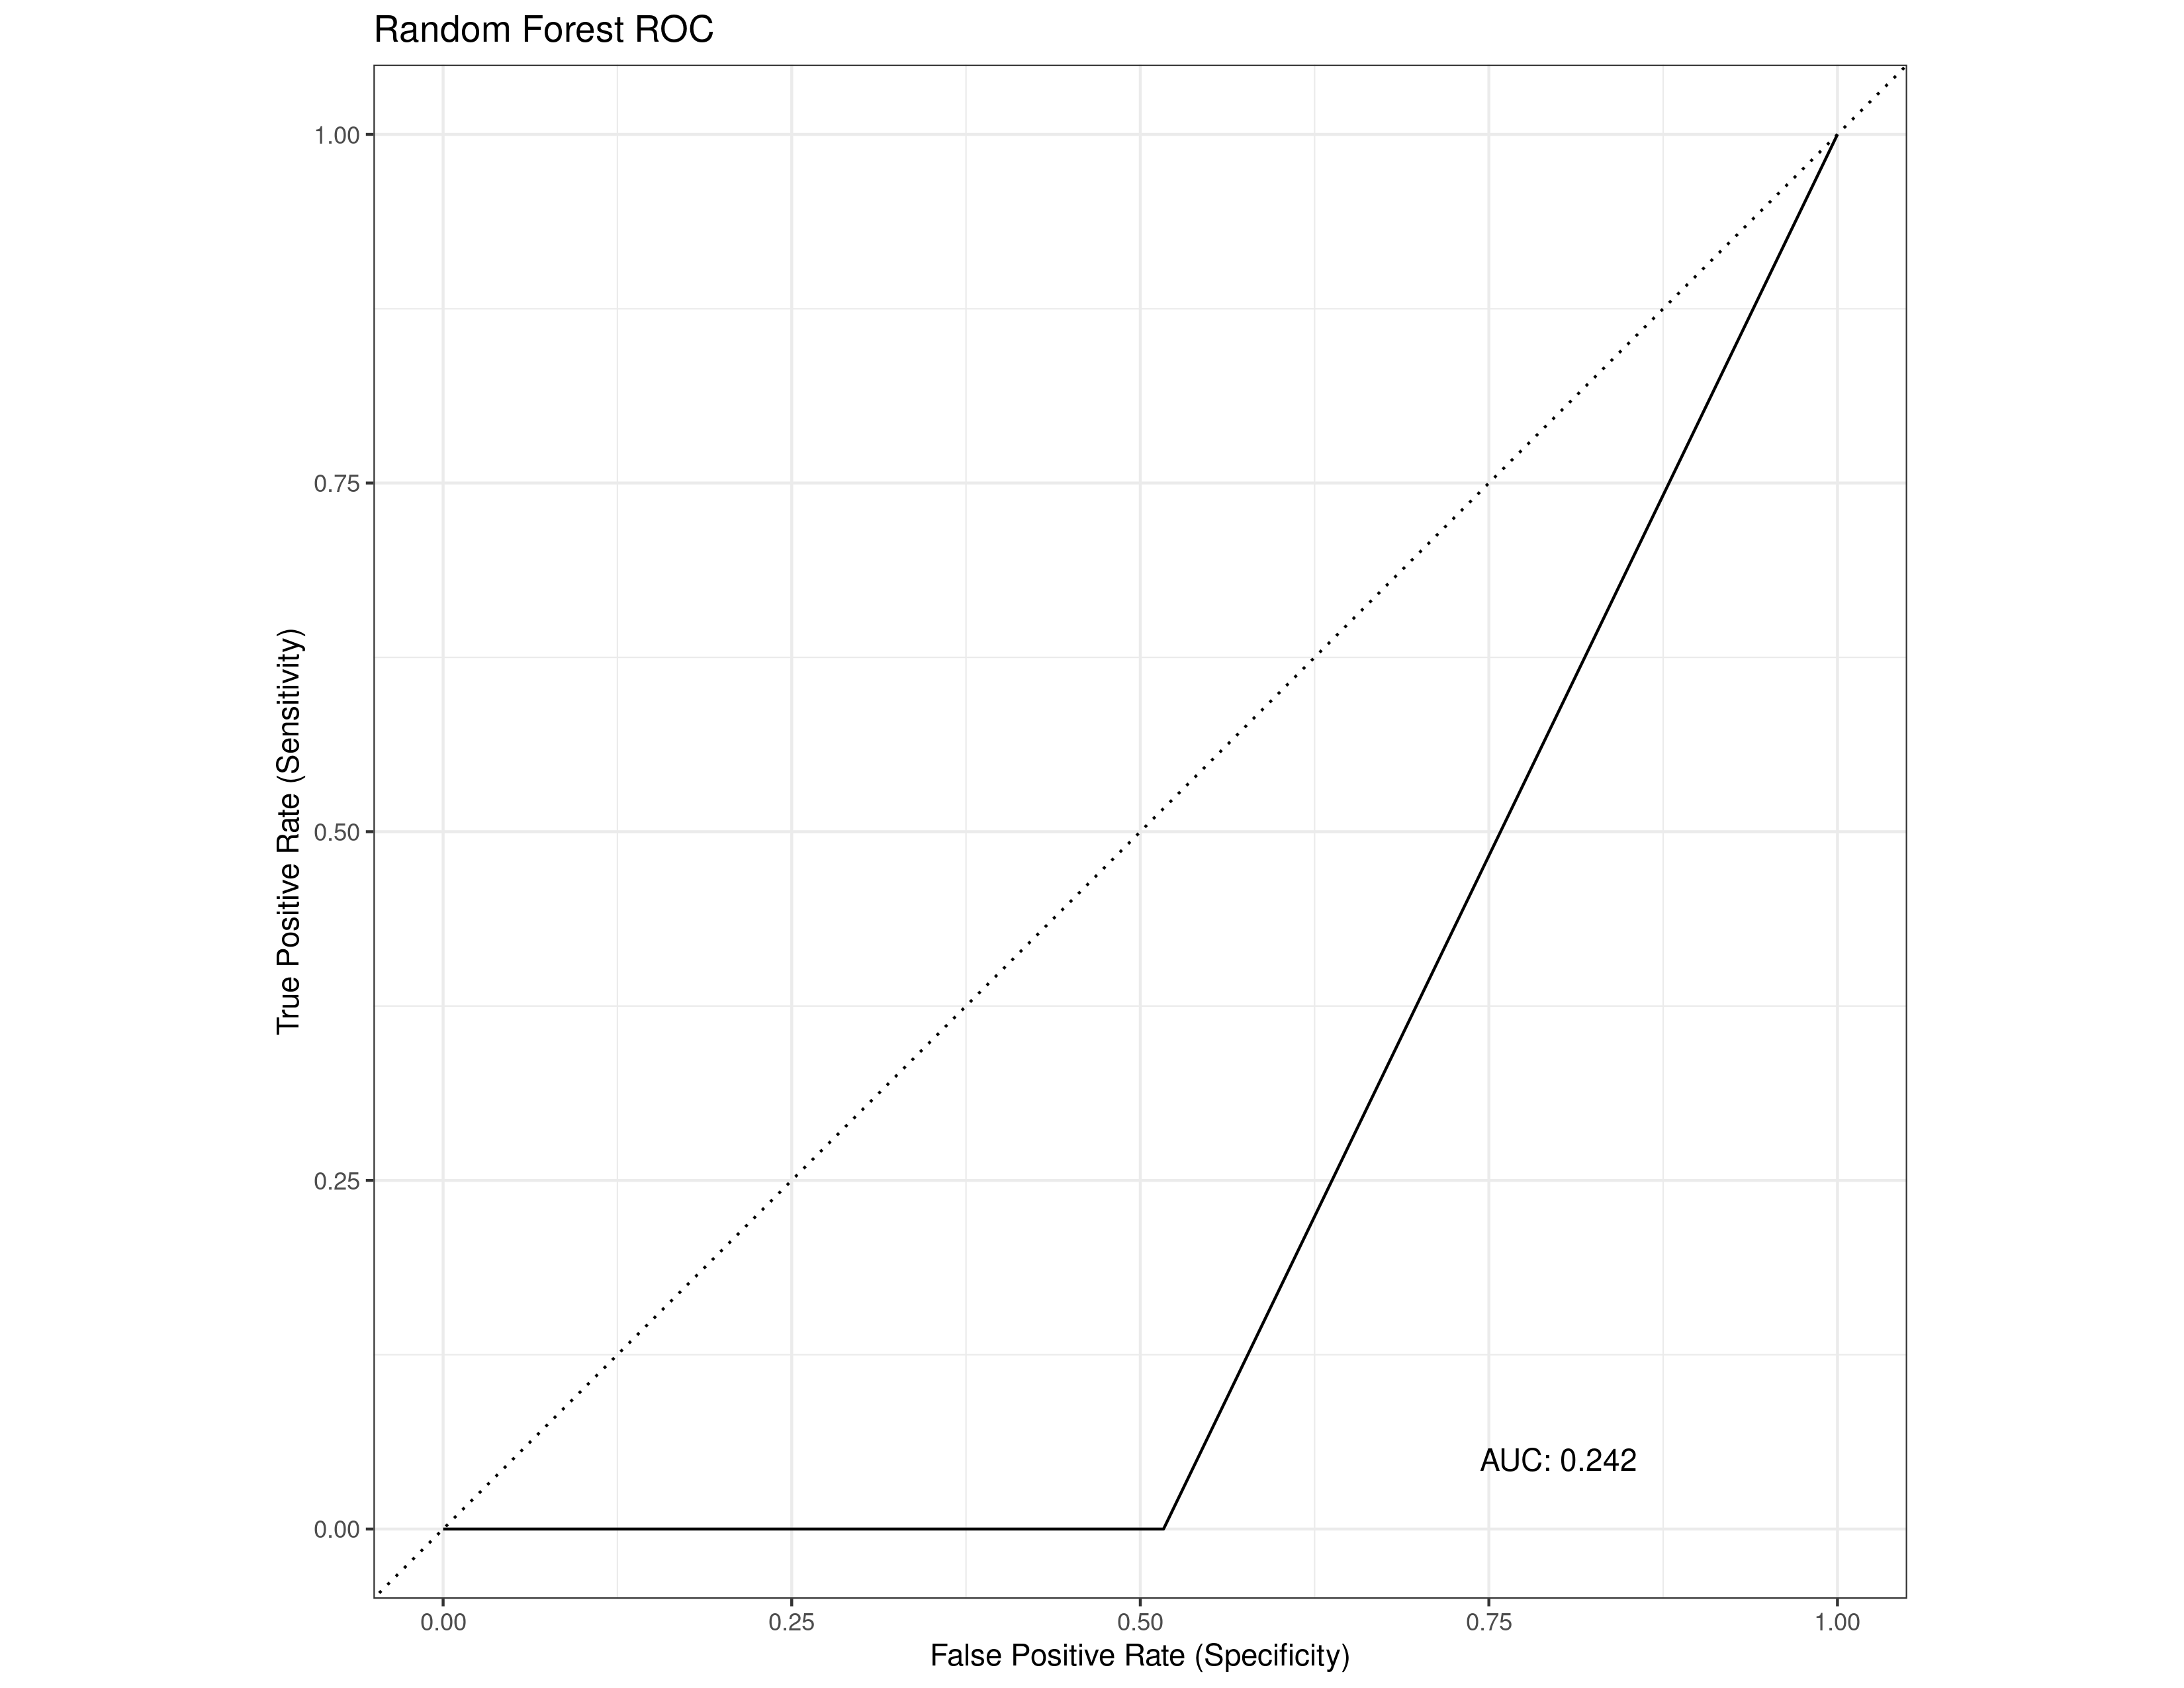 Random Forest ROC
True Positive Rate (Sensitivity)
1.00
0.75
0.50
0.25
0.00
AUC: 0.242
0.00 0.25 0.50 0.75 1.00
False Positive Rate (Specificity)